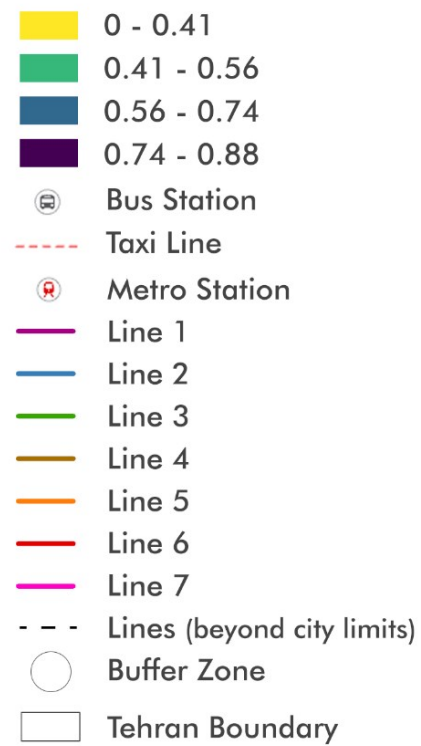 0 - 0.41
0.41 - 0.56
0.56 - 0.74
0.74 - 0.88
Bus Station
Taxi Line
Metro Station
Line 1
Line 2
Line 3
Line 4
Line 5
Line 6
Line 7
Lines (beyond city limits)
Buffer Zone
Tehran Boundary